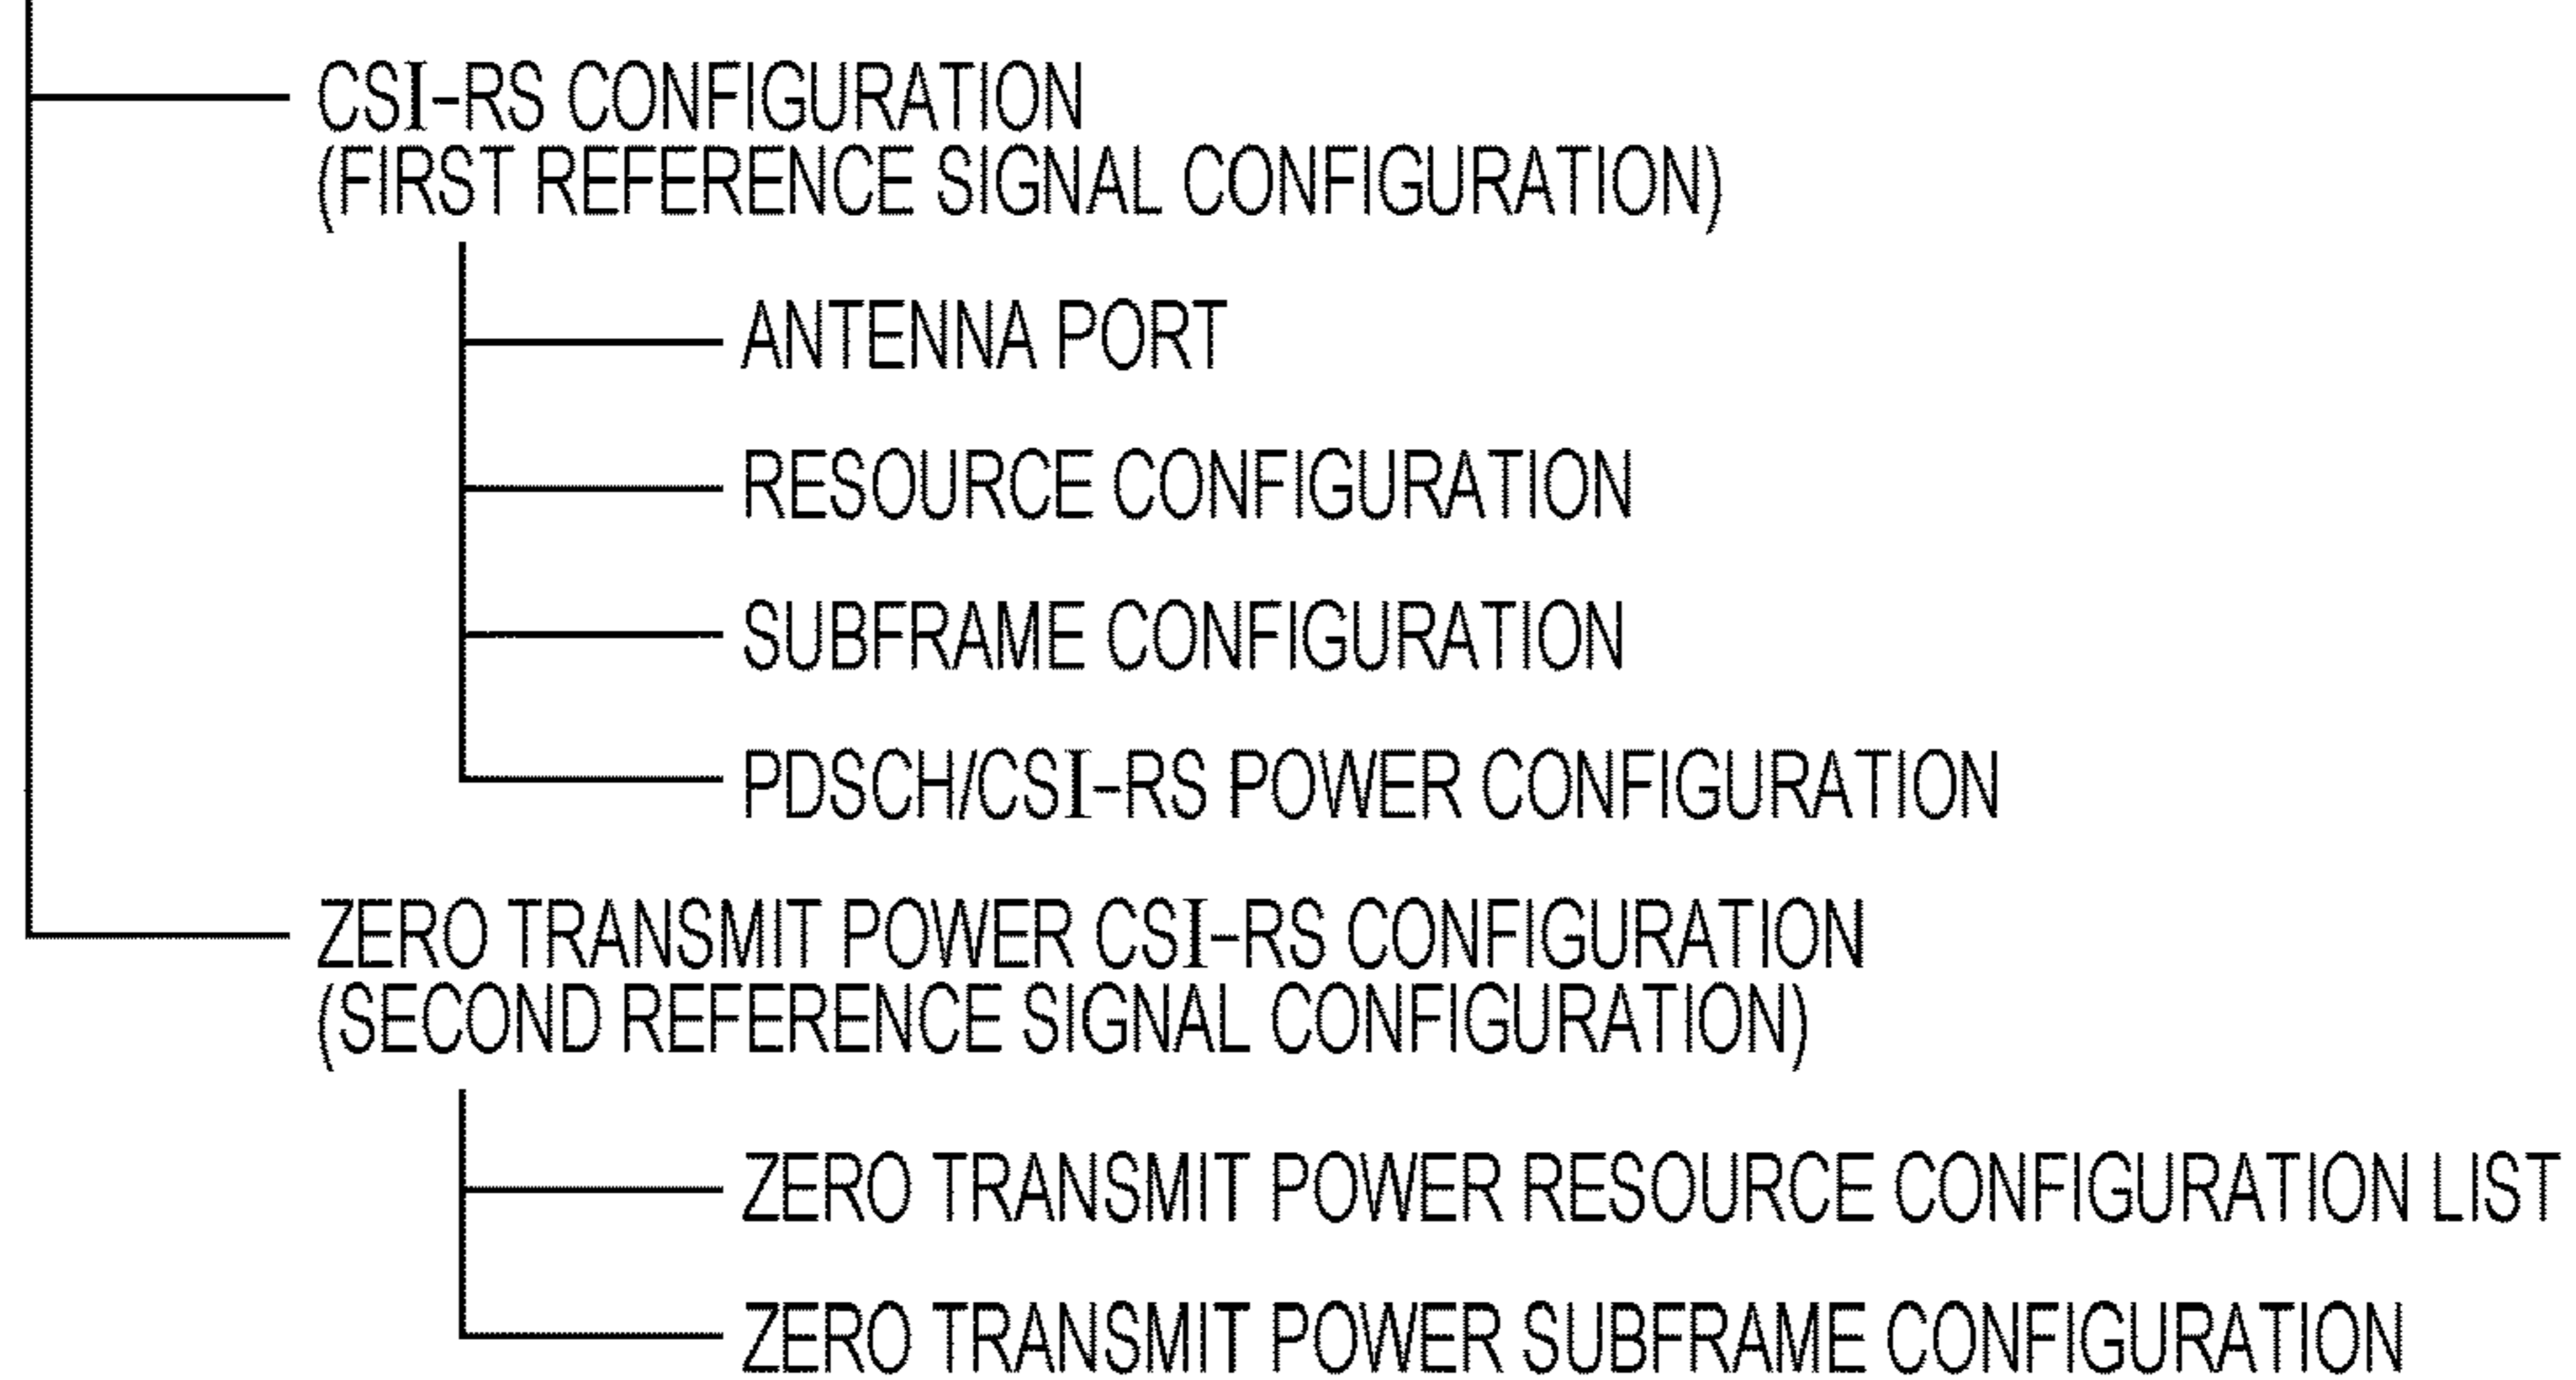 CSI-RS CONFIGURATION
(FIRST REFERENCE SIGNAL CONFIGURATION)
ANTENNA PORT
RESOURCE CONFIGURATION
SUBFRAME CONFIGURATION
PDSCH/CSI-RS POWER CONFIGURATION
ZERO TRANSMIT POWER CSI-RS CONFIGURATION
(SECOND REFERENCE SIGNAL CONFIGURATION)
ZERO TRANSMIT POWER RESOURCE CONFIGURATION LIST
ZERO TRANSMIT POWER SUBFRAME CONFIGURATION